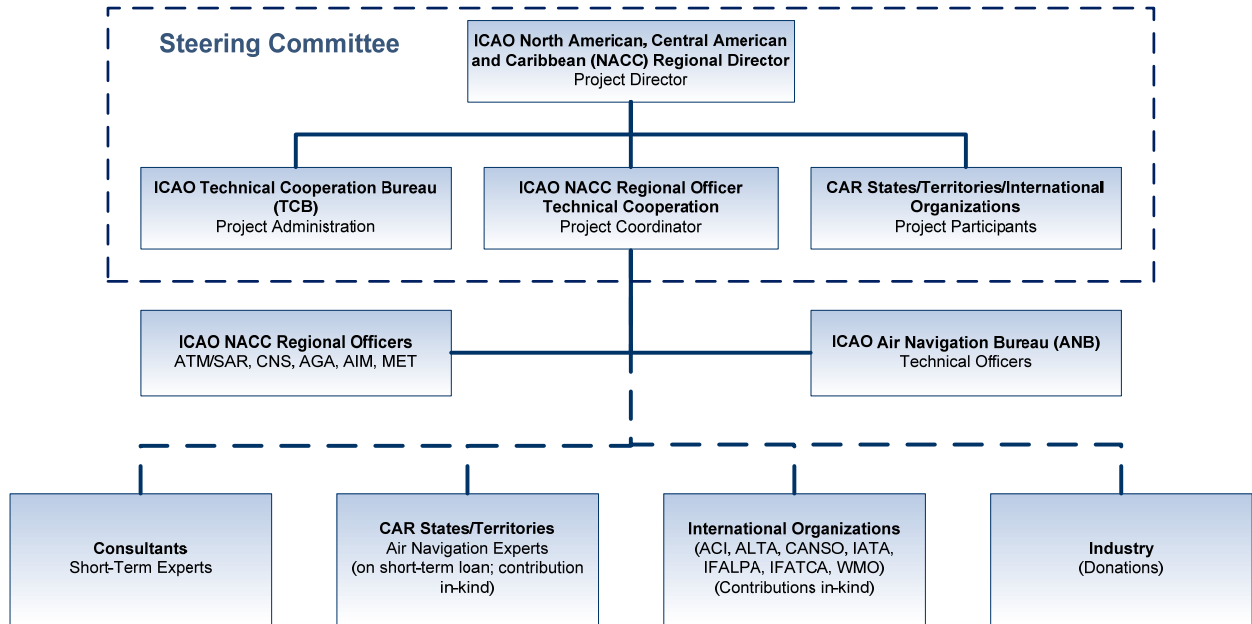 Steering Committee
ICAO North American, Central American
and Caribbean (NACC) Regional Director
Project Director
ICAO Technical Cooperation Bureau
(TCB)
Project Administration
ICAO NACC Regional Officer
Technical Cooperation
Project Coordinator
CAR States/Territories/International
Organizations
Project Participants
ICAO NACC Regional Officers
ATM/SAR, CNS, AGA, AIM, MET
ICAO Air Navigation Bureau (ANB)
Technical Officers
Consultants
Short-Term Experts
CAR States/Territories
Air Navigation Experts
(on short-term loan; contribution
in-kind)
International Organizations
(ACI, ALTA, CANSO, IATA,
IFALPA, IFATCA, WMO)
(Contributions in-kind)
Industry
(Donations)